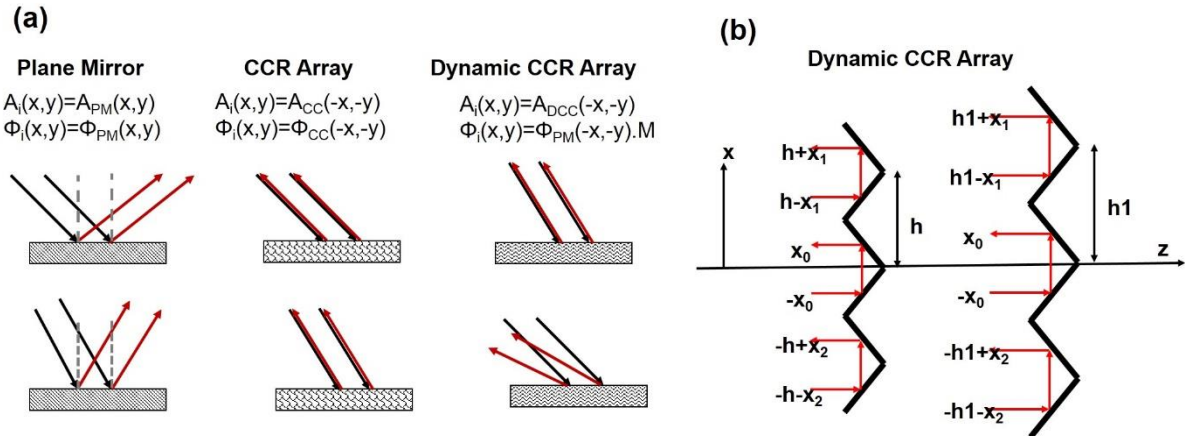 (a)
Plane Mirror
Aᵢ(x,y)=A_PM(x,y)
Φᵢ(x,y)=Φ_PM(x,y)
CCR Array
Aᵢ(x,y)=A_CC(-x,-y)
Φᵢ(x,y)=Φ_CC(-x,-y)
Dynamic CCR Array
Aᵢ(x,y)=A_DCC(-x,-y)
Φᵢ(x,y)=Φ_PM(-x,-y).M
(b)
Dynamic CCR Array
x
h+x₁
h-x₁
x₀
-x₀
-h+x₂
-h-x₂
h
h1+x₁
h1-x₁
x₀
-x₀
-h1+x₂
-h1-x₂
h1
z